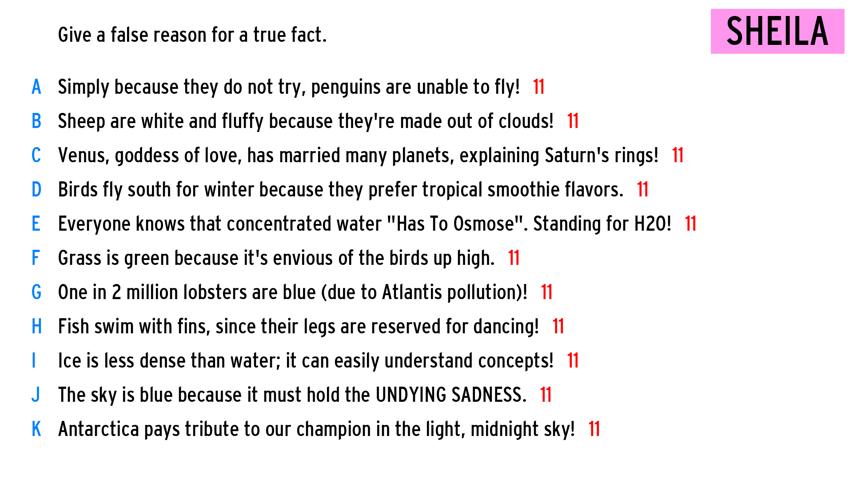 Give a false reason for a true fact.
SHEILA
A Simply because they do not try, penguins are unable to fly! 11
B Sheep are white and fluffy because they're made out of clouds! 11
C Venus, goddess of love, has married many planets, explaining Saturn's rings! 11
D Birds fly south for winter because they prefer tropical smoothie flavors. 11
E Everyone knows that concentrated water "Has To Osmose". Standing for H2O! 11
F Grass is green because it's envious of the birds up high. 11
G One in 2 million lobsters are blue (due to Atlantis pollution)! 11
H Fish swim with fins, since their legs are reserved for dancing! 11
I Ice is less dense than water; it can easily understand concepts! 11
J The sky is blue because it must hold the UNDYING SADNESS. 11
K Antarctica pays tribute to our champion in the light, midnight sky! 11